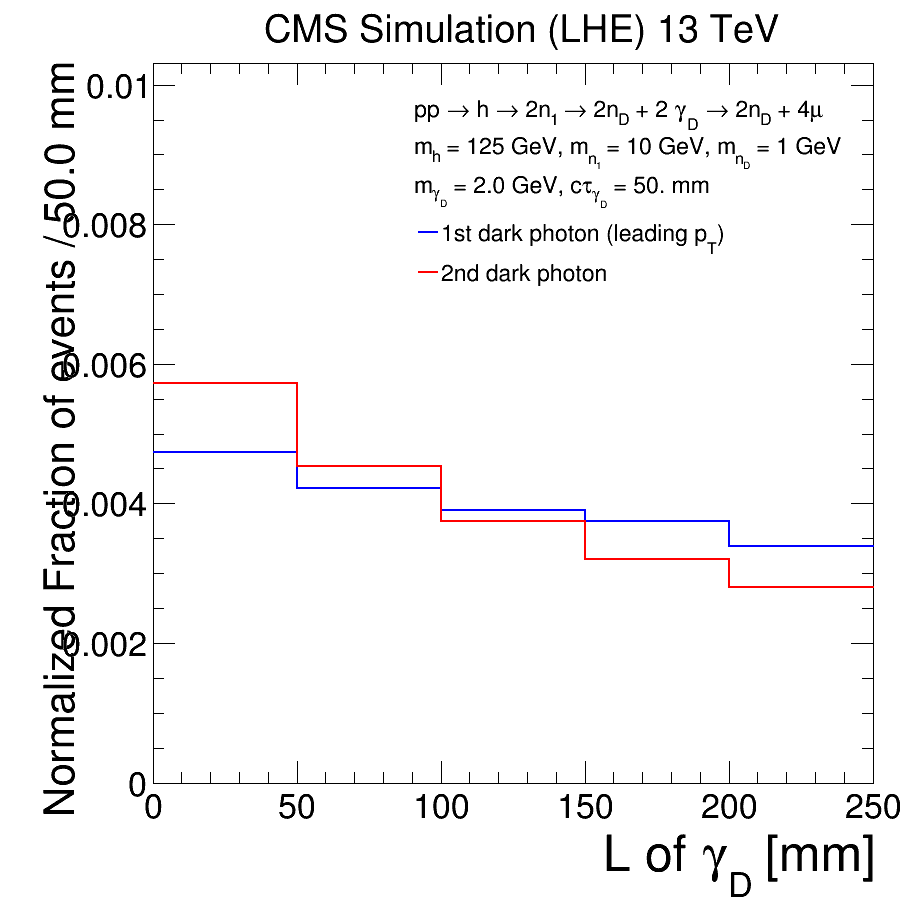 CMS Simulation (LHE) 13 TeV
Normalized Fraction of events / 50.0 mm
0.01
0.008
0.006
0.004
0.002
0
pp → h → 2n1 → 2nD + 2 γD → 2nD + 4μ
mh = 125 GeV, mn1 = 10 GeV, mnD = 1 GeV
mγD = 2.0 GeV, cτγD = 50. mm
1st dark photon (leading pT)
2nd dark photon
0 50 100 150 200 250
L of γD [mm]